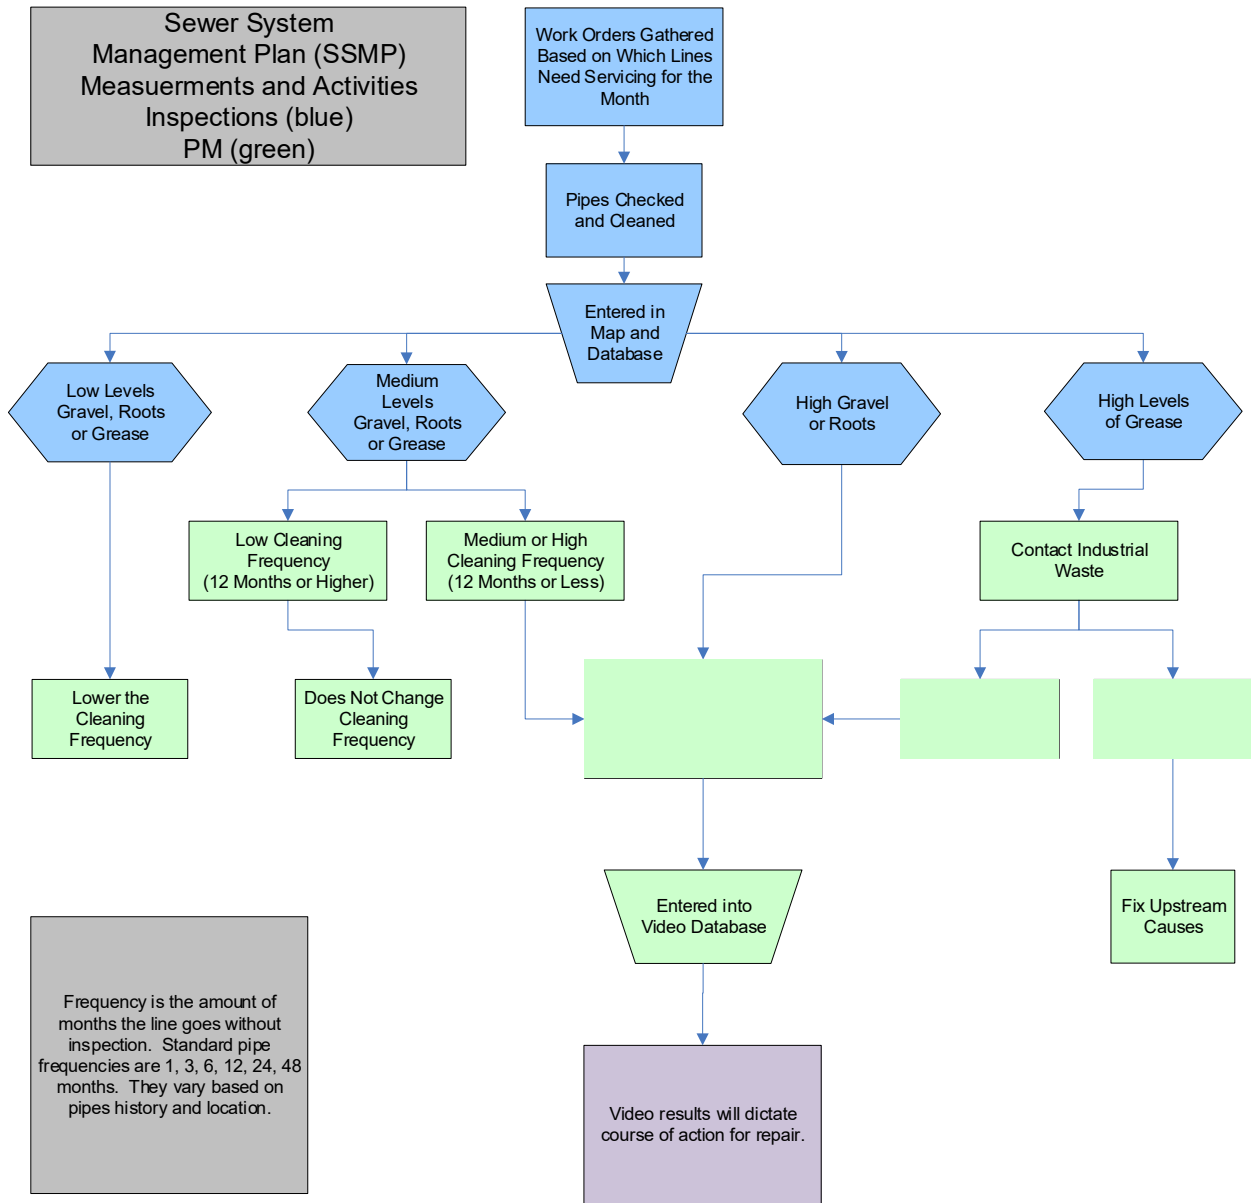 Sewer System
Management Plan (SSMP)
Measuerments and Activities
Inspections (blue)
PM (green)
Work Orders Gathered
Based on Which Lines
Need Servicing for the
Month
Pipes Checked
and Cleaned
Entered in
Map and
Database
Low Levels
Gravel, Roots
or Grease
Medium
Levels
Gravel, Roots
or Grease
High Gravel
or Roots
High Levels
of Grease
Low Cleaning
Frequency
(12 Months or Higher)
Medium or High
Cleaning Frequency
(12 Months or Less)
Contact Industrial
Waste
Lower the
Cleaning
Frequency
Does Not Change
Cleaning
Frequency
Entered into
Video Database
Fix Upstream
Causes
Frequency is the amount of
months the line goes without
inspection. Standard pipe
frequencies are 1, 3, 6, 12, 24, 48
months. They vary based on
pipes history and location.
Video results will dictate
course of action for repair.